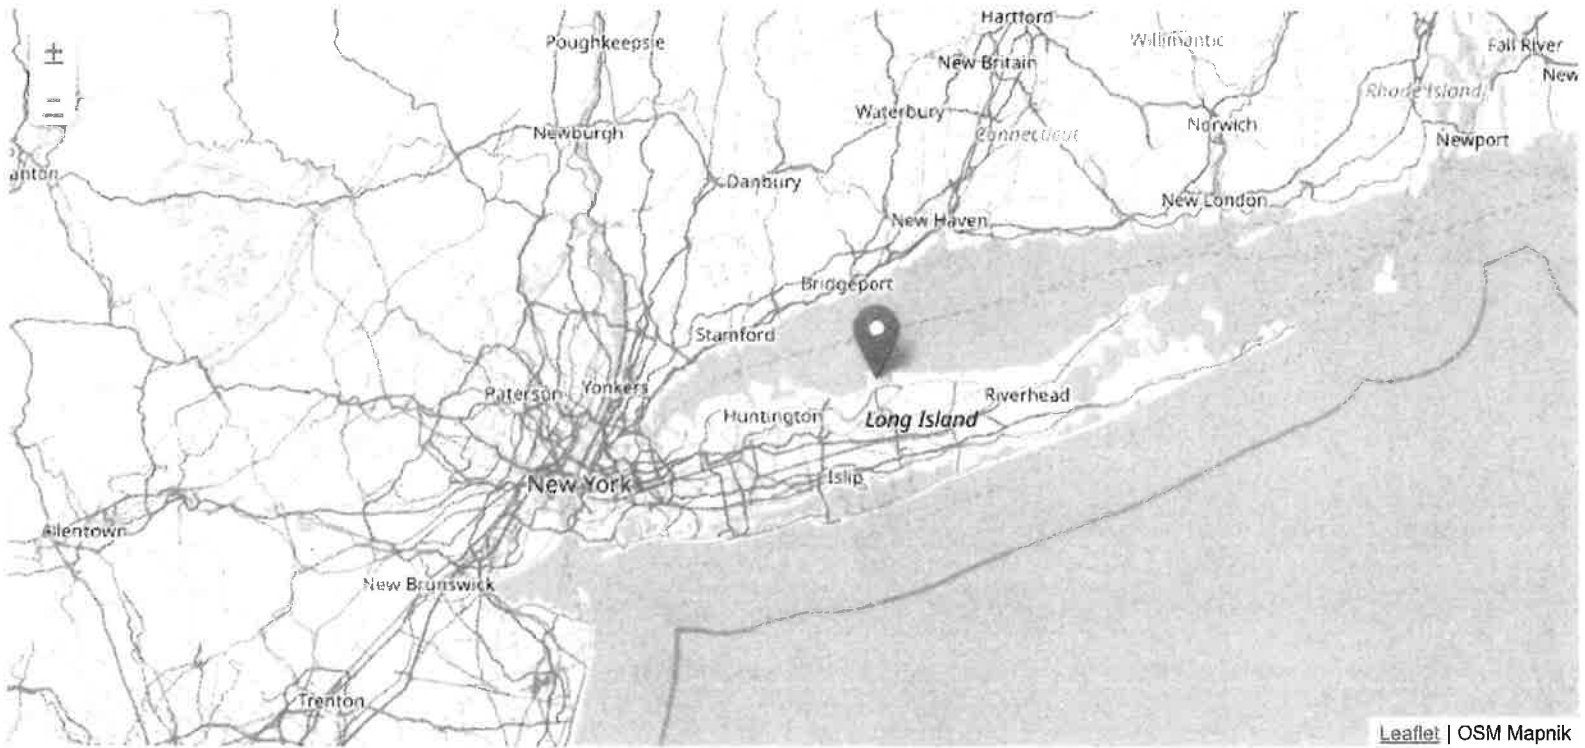 Hartford
Willimantic
Poughkeepsie
Fall River
+
New Britain
New
Rhode Island
Waterbury
Newburgh
Connecticut
Norwich
Newport
anton
Danbury
New London
New Haven
Bridgeport
Stamford
Paterson
Yonkers
Riverhead
Huntington
Long Island
Islip
New York
Allentown
New Brunswick
Trenton
Leaflet | OSM Mapnik